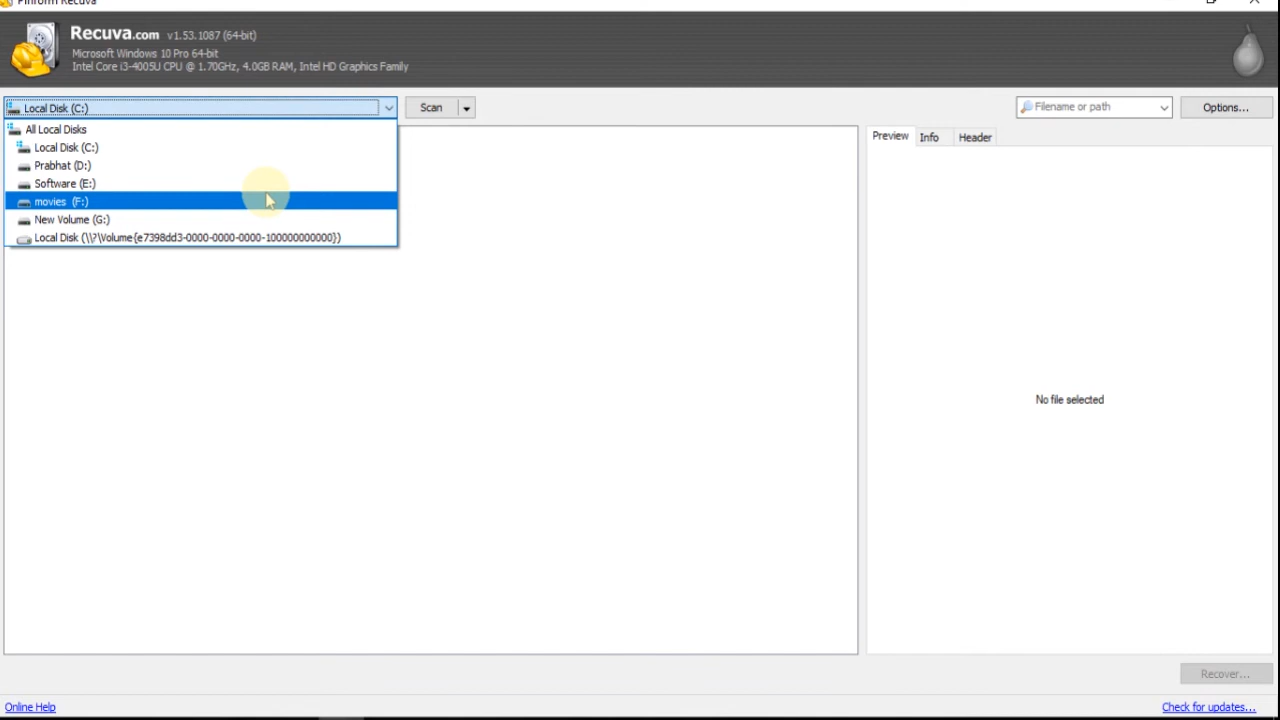 Piriform Recuva
Recuva.com v1.53.1087 (64-bit)
Microsoft Windows 10 Pro 64-bit
Intel Core i3-4005U CPU @ 1.70GHz, 4.0GB RAM, Intel HD Graphics Family
Local Disk (C:)
Scan
Filename or path
Options...
All Local Disks
Local Disk (C:)
Prabhat (D:)
Software (E:)
movies (F:)
New Volume (G:)
Local Disk (\\?\Volume{e7398dd3-0000-0000-0000-100000000000})
Preview
Info
Header
No file selected
Recover...
Online Help
Check for updates...